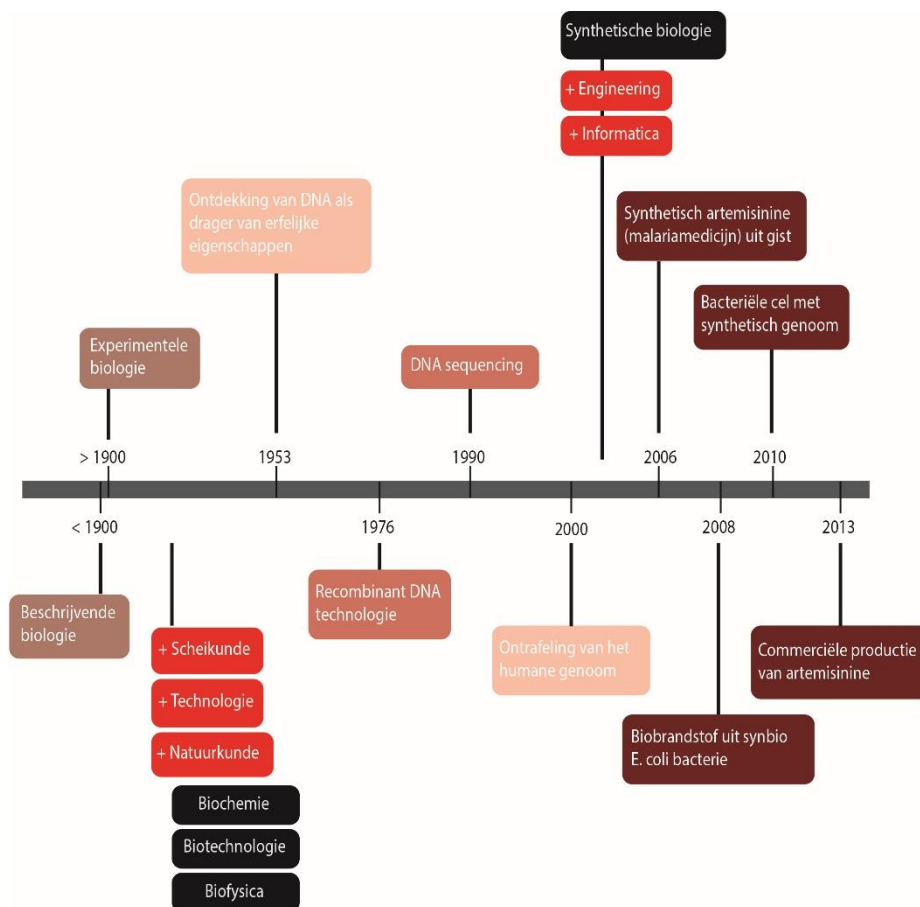 Synthetische biologie
+ Engineering
+ Informatica
Ontdekking van DNA als
drager van erfelijke
eigenschappen
Synthetisch artemisinine
(malariamedicijn) uit gist
Bacteriële cel met
synthetisch genoom
Experimentele
biologie
DNA sequencing
> 1900
1953
1990
2006
2010
< 1900
1976
2000
2008
2013
Beschrijvende
biologie
Recombinant DNA
technologie
+ Scheikunde
+ Technologie
+ Natuurkunde
Ontrafeling van het
humane genoom
Commerciële productie
van artemisinine
Biobrandstof uit synbio
E. coli bacterie
Biochemie
Biotechnologie
Biofysica